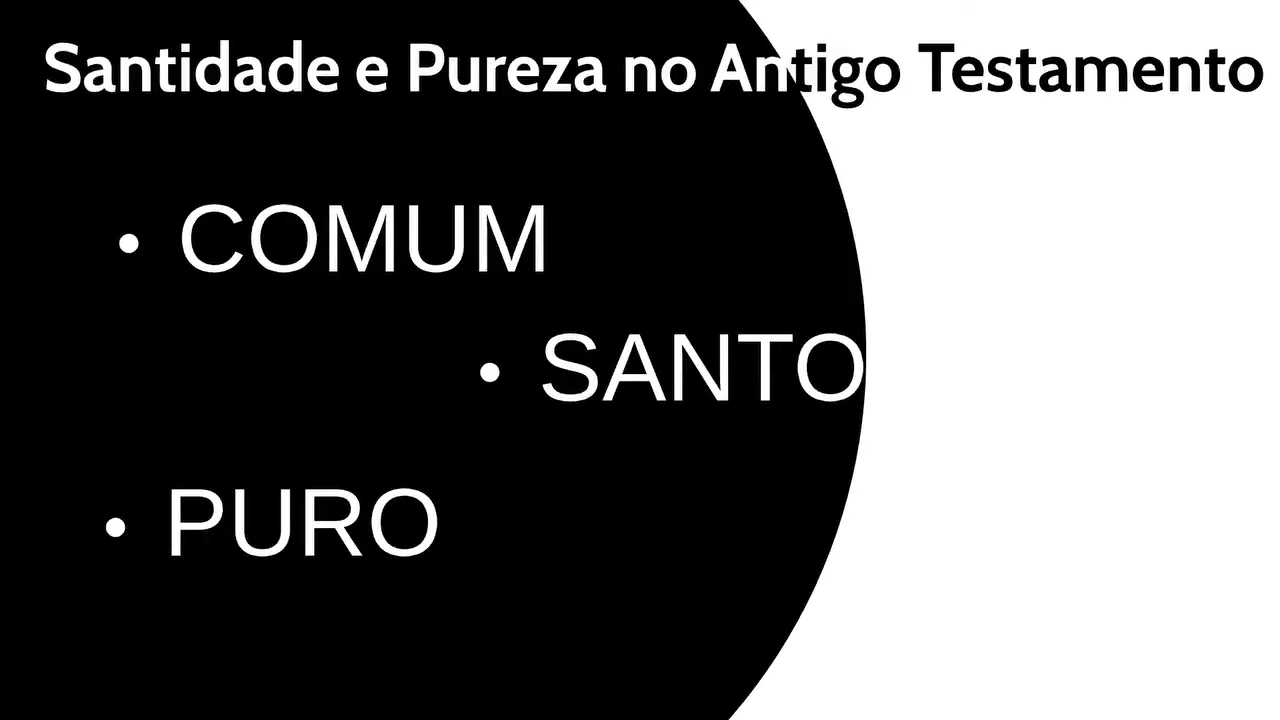 Santidade e Pureza no Antigo Testamento
• COMUM
• SANTO
• PURO